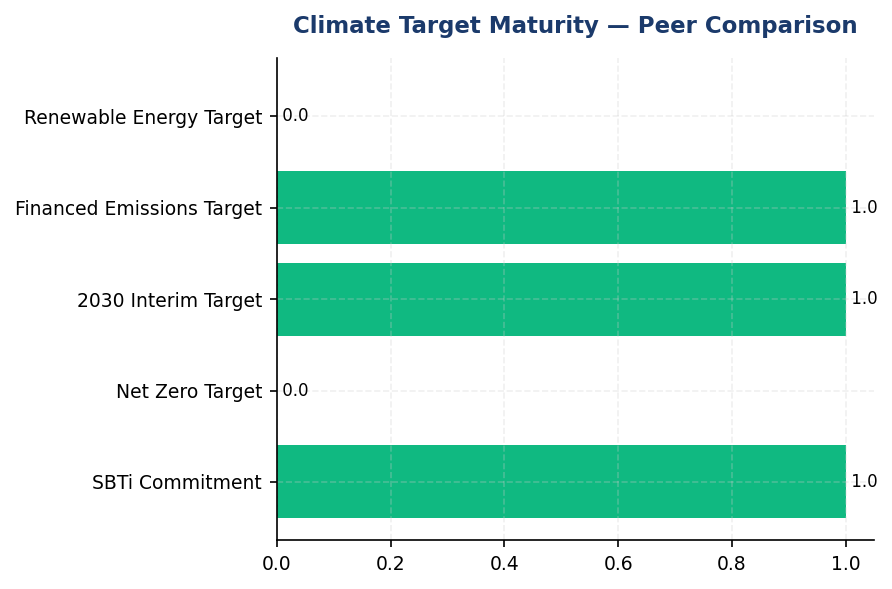 Climate Target Maturity — Peer Comparison
Renewable Energy Target 0.0
Financed Emissions Target 1.0
2030 Interim Target 1.0
Net Zero Target 0.0
SBTi Commitment 1.0
0.0 0.2 0.4 0.6 0.8 1.0